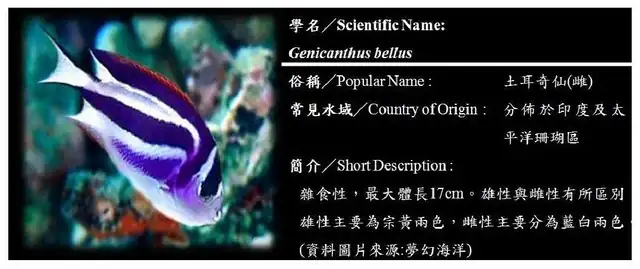 學名／Scientific Name:
Genicanthus bellus
俗稱／Popular Name : 土耳奇仙(雌)
常見水域／Country of Origin : 分佈於印度及太
平洋珊瑚區
簡介／Short Description :
雜食性，最大體長17cm。雄性與雌性有所區別
雄性主要為宗黃兩色，雌性主要分為藍白兩色。
(資料圖片來源:夢幻海洋)